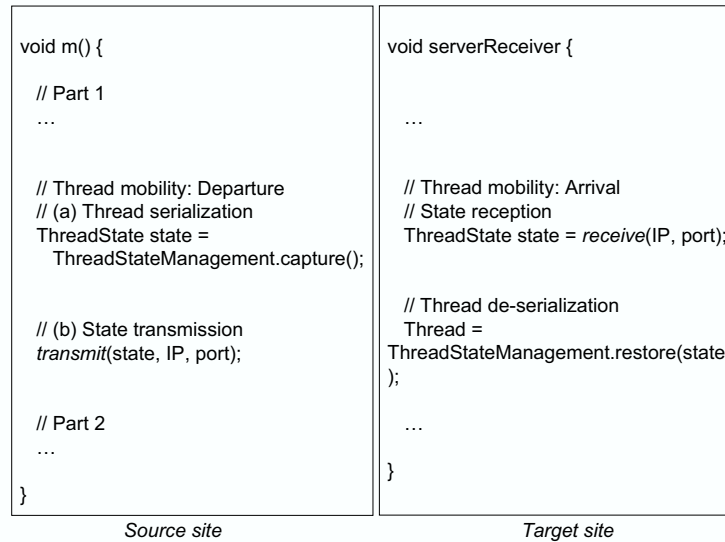 void m() {
// Part 1
…
// Thread mobility: Departure
// (a) Thread serialization
ThreadState state =
ThreadStateManagement.capture();
// (b) State transmission
transmit(state, IP, port);
// Part 2
…
}
Source site
void serverReceiver {
…
// Thread mobility: Arrival
// State reception
ThreadState state = receive(IP, port);
// Thread de-serialization
Thread =
ThreadStateManagement.restore(state
);
…
}
Target site